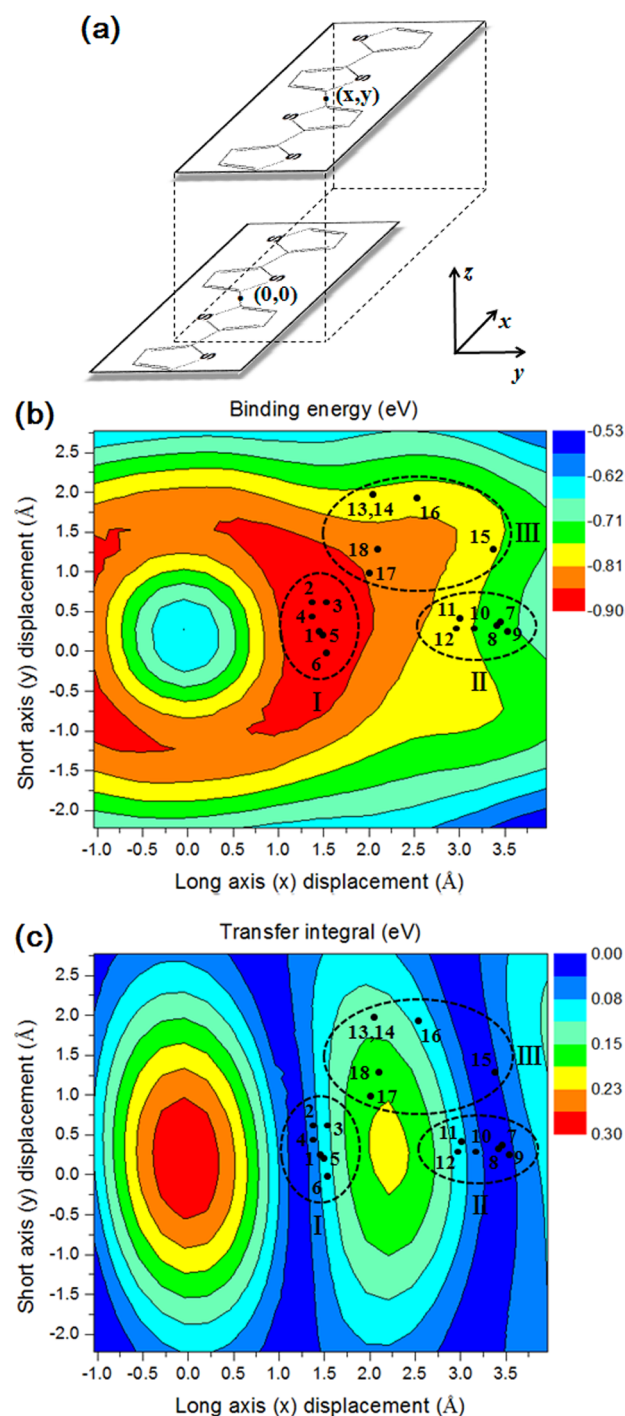 (a)
S
S
(x,y)
S
S
S
S
(0,0)
S
S
z
x
y
(b)
Binding energy (eV)
2.5
2.0
1.5
1.0
0.5
0.0
-0.5
-1.0
-1.5
-2.0
Short axis (y) displacement (Å)
13,14
16
III
18
15
17
2
3
4
11
10
7
1
5
12
8
9
6
I
II
-0.53
-0.62
-0.71
-0.81
-0.90
-1.0 -0.5 0.0 0.5 1.0 1.5 2.0 2.5 3.0 3.5
Long axis (x) displacement (Å)
(c)
Transfer integral (eV)
2.5
2.0
1.5
1.0
0.5
0.0
-0.5
-1.0
-1.5
-2.0
Short axis (y) displacement (Å)
13,14
16
III
18
15
17
2
3
4
11
10
7
1
5
12
8
9
6
I
II
0.00
0.08
0.15
0.23
0.30
-1.0 -0.5 0.0 0.5 1.0 1.5 2.0 2.5 3.0 3.5
Long axis (x) displacement (Å)